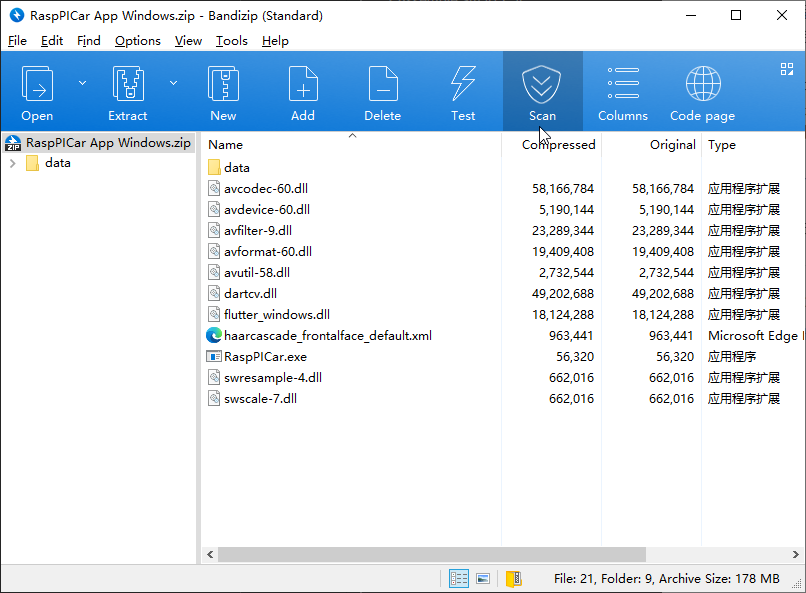 RaspPICar App Windows.zip - Bandizip (Standard)
File Edit Find Options View Tools Help
Open Extract New Add Delete Test Scan Columns Code page
RaspPICar App Windows.zip
data
Name Compressed Original Type
data
avcodec-60.dll 58,166,784 58,166,784 应用程序扩展
avdevice-60.dll 5,190,144 5,190,144 应用程序扩展
avfilter-9.dll 23,289,344 23,289,344 应用程序扩展
avformat-60.dll 19,409,408 19,409,408 应用程序扩展
avutil-58.dll 2,732,544 2,732,544 应用程序扩展
dartcv.dll 49,202,688 49,202,688 应用程序扩展
flutter_windows.dll 18,124,288 18,124,288 应用程序扩展
haarcascade_frontalface_default.xml 963,441 963,441 Microsoft Edge
RaspPICar.exe 56,320 56,320 应用程序
swresample-4.dll 662,016 662,016 应用程序扩展
swscale-7.dll 662,016 662,016 应用程序扩展
File: 21, Folder: 9, Archive Size: 178 MB